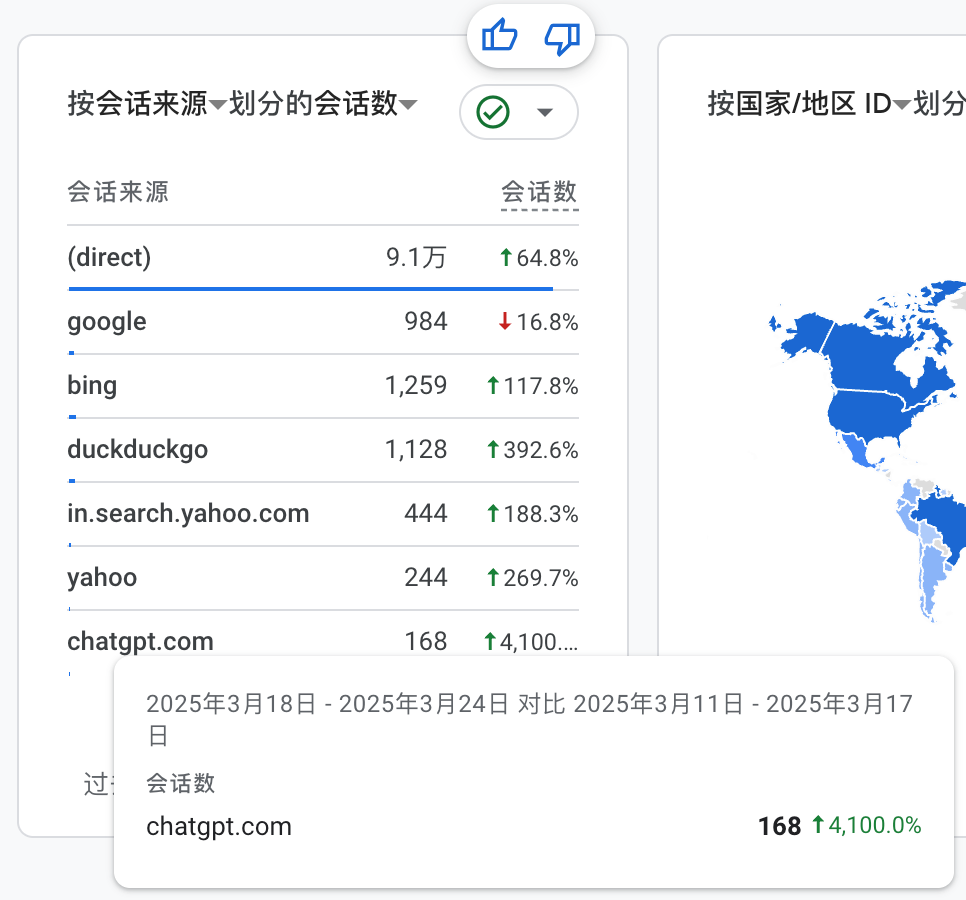 按会话来源划分的会话数
按国家/地区 ID划分
会话来源 会话数
(direct) 9.1万 ↑64.8%
google 984 ↓16.8%
bing 1,259 ↑117.8%
duckduckgo 1,128 ↑392.6%
in.search.yahoo.com 444 ↑188.3%
yahoo 244 ↑269.7%
chatgpt.com 168 ↑4,100.…
2025年3月18日 - 2025年3月24日 对比 2025年3月11日 - 2025年3月17
日
过
会话数
chatgpt.com 168 ↑4,100.0%